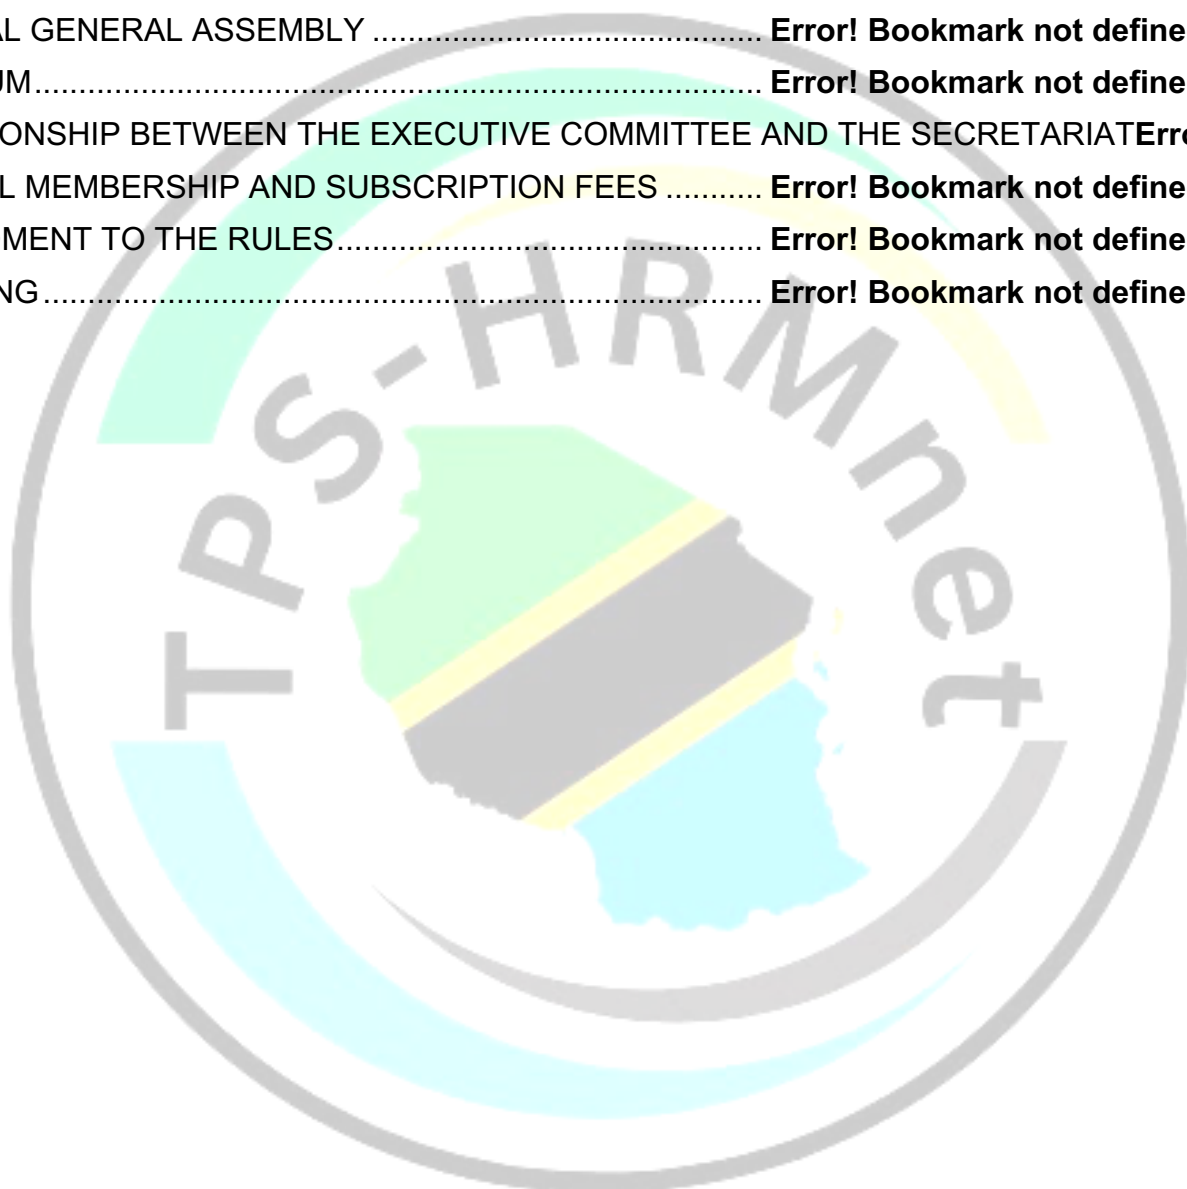 AL GENERAL ASSEMBLY ............................................ Error! Bookmark not define
UM.................................................................................. Error! Bookmark not define
ONSHIP BETWEEN THE EXECUTIVE COMMITTEE AND THE SECRETARIATErro
L MEMBERSHIP AND SUBSCRIPTION FEES ........... Error! Bookmark not define
MENT TO THE RULES................................................ Error! Bookmark not define
NG ................................................................................. Error! Bookmark not define
TPS-HRMnet